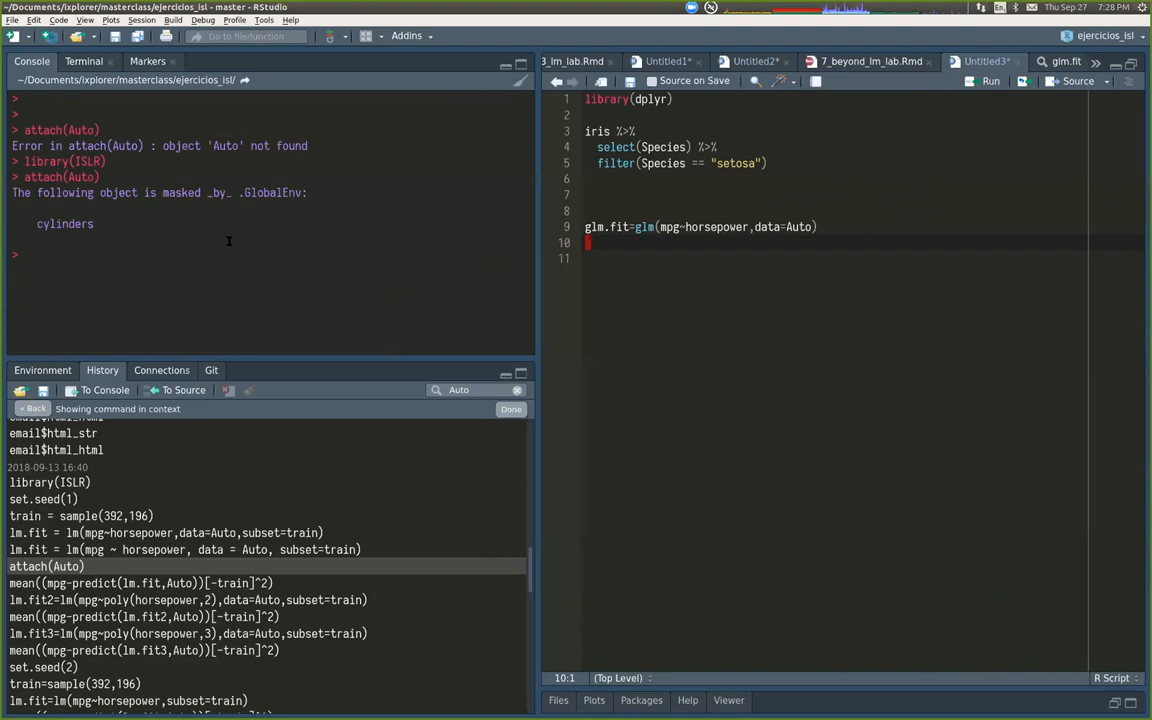 ~/Documents/ixplorer/masterclass/ejercicios_isl - master - RStudio
File Edit Code View Plots Session Build Debug Profile Tools Help
En
Thu Sep 27 7:28 PM
Go to file/function
Addins
ejercicios_isl
Console Terminal Markers
~/Documents/ixplorer/masterclass/ejercicios_isl/
>
>
> attach(Auto)
Error in attach(Auto) : object 'Auto' not found
> library(ISLR)
> attach(Auto)
The following object is masked _by_ .GlobalEnv:
cylinders
>
Environment History Connections Git
To Console To Source
Auto
« Back Showing command in context Done
email$html_html
email$html_str
email$html_html
2018-09-13 16:40
library(ISLR)
set.seed(1)
train = sample(392,196)
lm.fit = lm(mpg~horsepower,data=Auto,subset=train)
lm.fit = lm(mpg ~ horsepower, data = Auto, subset=train)
attach(Auto)
mean((mpg-predict(lm.fit,Auto))[-train]^2)
lm.fit2=lm(mpg~poly(horsepower,2),data=Auto,subset=train)
mean((mpg-predict(lm.fit2,Auto))[-train]^2)
lm.fit3=lm(mpg~poly(horsepower,3),data=Auto,subset=train)
mean((mpg-predict(lm.fit3,Auto))[-train]^2)
set.seed(2)
train=sample(392,196)
lm.fit=lm(mpg~horsepower,subset=train)
3_lm_lab.Rmd Untitled1* Untitled2* 7_beyond_lm_lab.Rmd Untitled3* glm.fit
Source on Save Run Source
1 library(dplyr)
2
3 iris %>%
4 select(Species) %>%
5 filter(Species == "setosa")
6
7
8
9 glm.fit=glm(mpg~horsepower,data=Auto)
10
11
10:1 (Top Level) R Script
Files Plots Packages Help Viewer